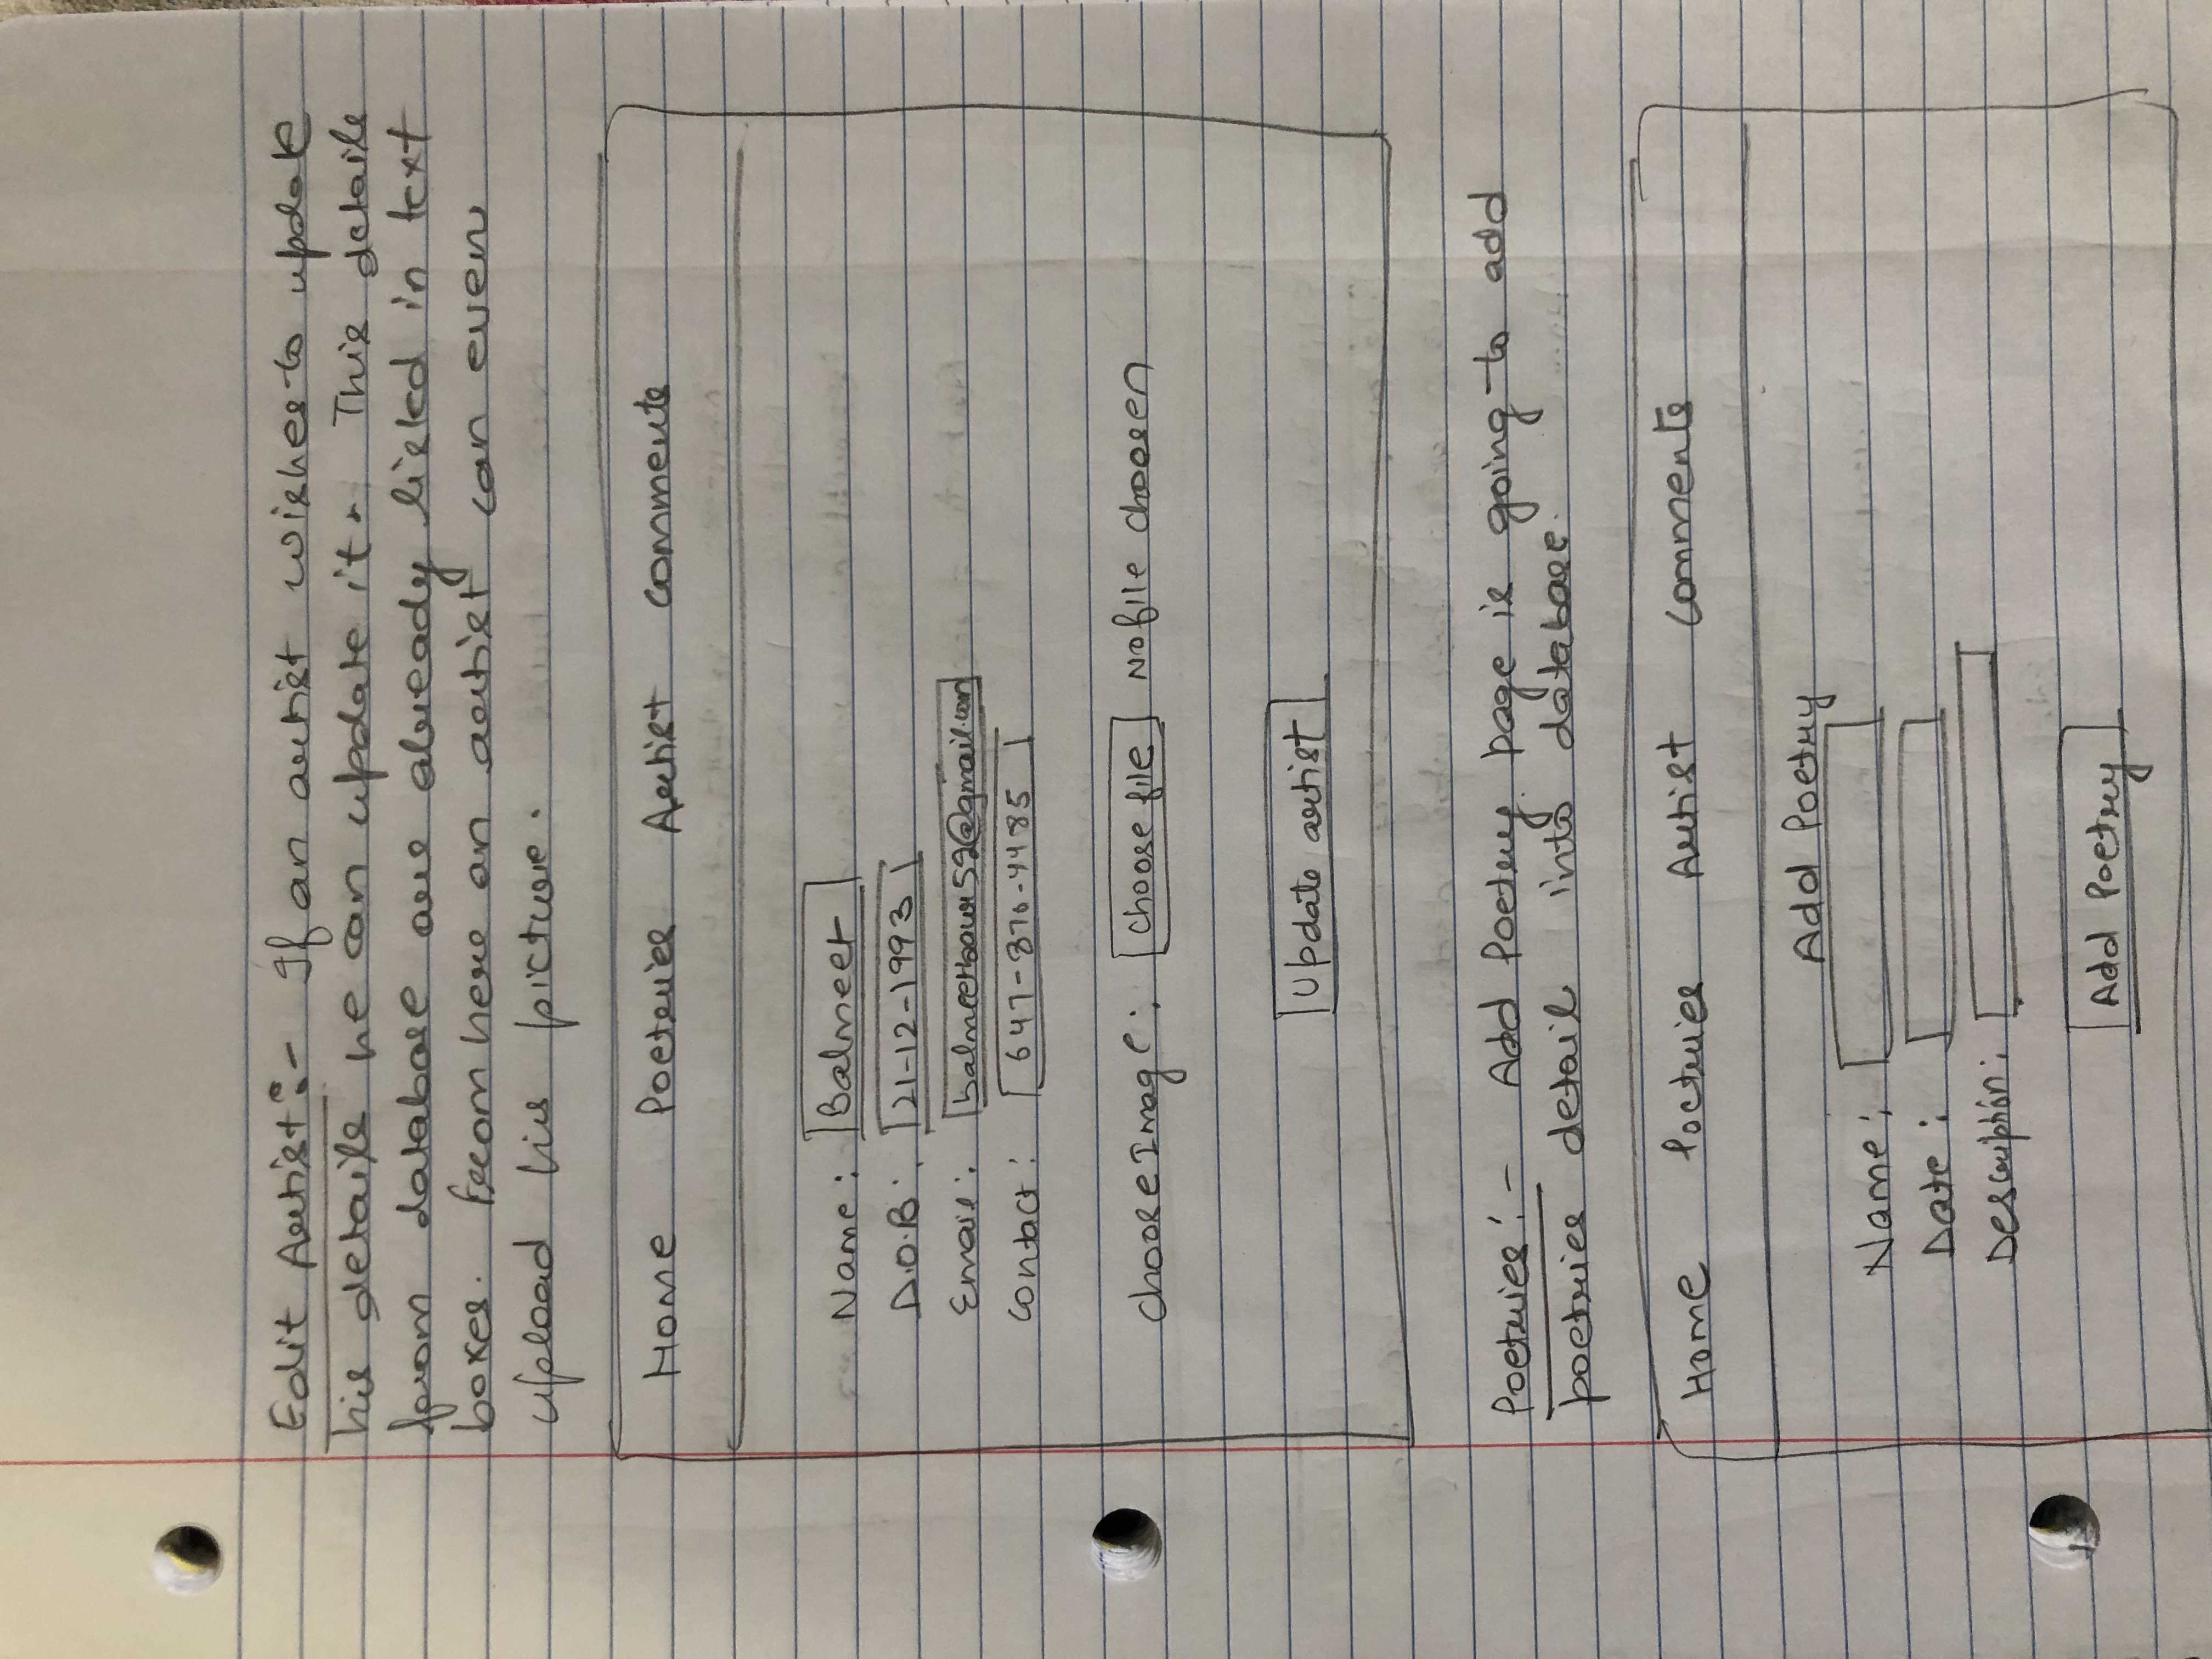 Edit Artist:- If an artist wishes to update
his details he can update it. This details
from database are already listed in text
boxes. From here an artist can even
upload his picture.
Home Poetries Artist Comments
Name: Balmeet
D.O.B: 21-12-1993
Email: balmeetkaur52@gmail.com
Contact: 647-870-4485
Choose Image: Choose file No file choosen
Update artist
Poetries:- Add Poetry page is going to add
poetries detail into database.
Home Poetries Artist Comments
Add Poetry
Name:
Date:
Description:
Add Poetry